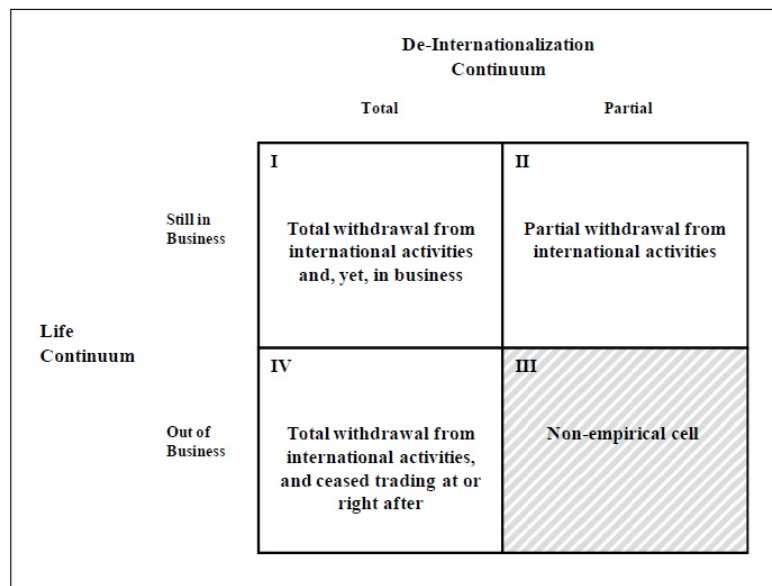 De-Internationalization
Continuum
Total
Partial
I
II
Still in
Business
Total withdrawal from
international activities
and, yet, in business
Partial withdrawal from
international activities
Life
Continuum
IV
III
Out of
Business
Total withdrawal from
international activities,
and ceased trading at or
right after
Non-empirical cell